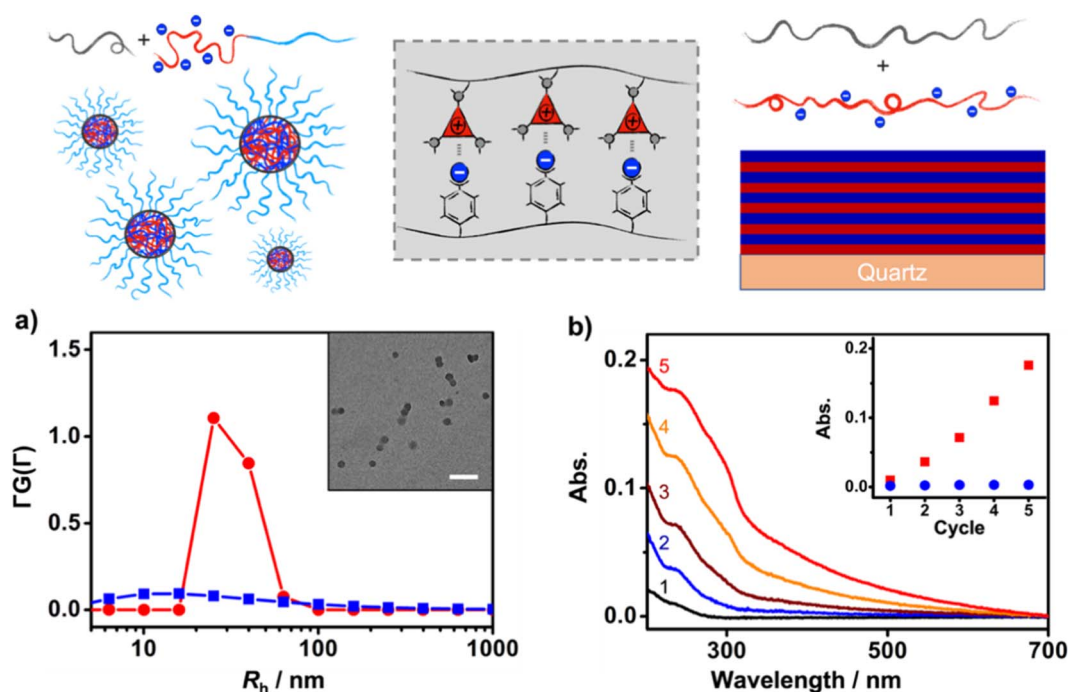 +
+
Quartz
a)
1.5
1.0
0.5
0.0
ΓG(Γ)
10
100
1000
Rh / nm
b)
0.2
0.1
0.0
Abs.
5
4
3
2
1
300
500
700
Wavelength / nm
0.2
0.1
0.0
Abs.
1 2 3 4 5
Cycle